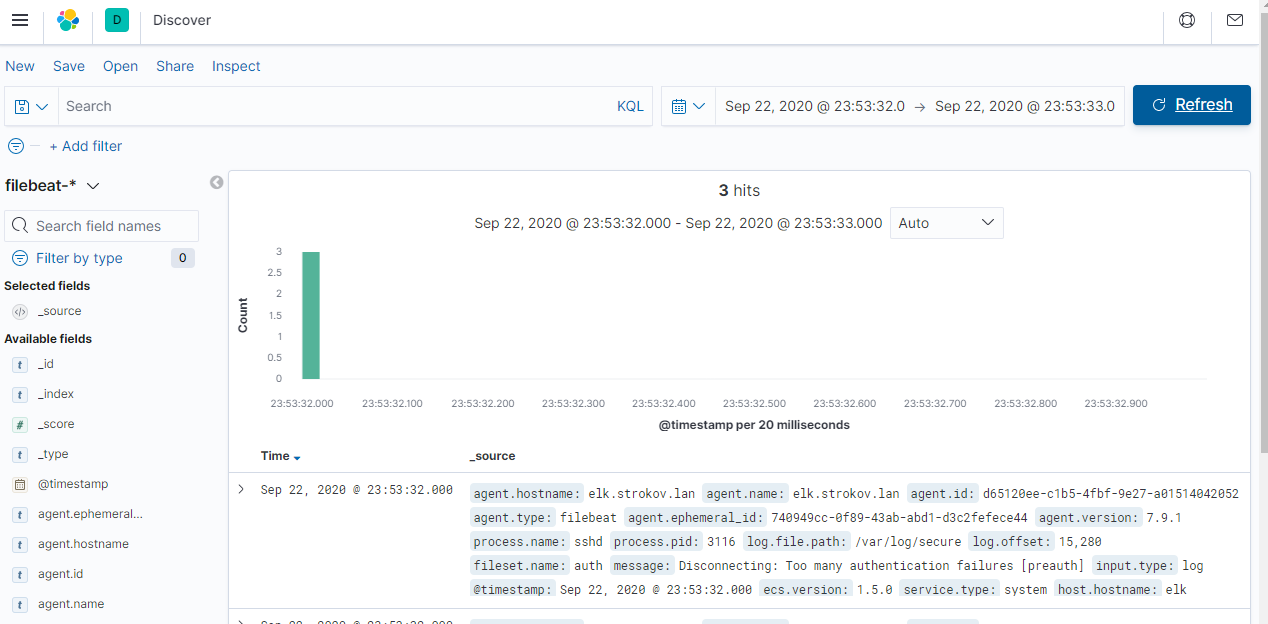 D Discover
New Save Open Share Inspect
Search KQL Sep 22, 2020 @ 23:53:32.0 → Sep 22, 2020 @ 23:53:33.0 Refresh
+ Add filter
filebeat-*
Search field names
Filter by type 0
Selected fields
_source
Available fields
t _id
t _index
# _score
t _type
@timestamp
t agent.ephemeral...
t agent.hostname
t agent.id
t agent.name
3 hits
Sep 22, 2020 @ 23:53:32.000 - Sep 22, 2020 @ 23:53:33.000 Auto
3
2.5
2
1.5
1
0.5
0
Count
23:53:32.000 23:53:32.100 23:53:32.200 23:53:32.300 23:53:32.400 23:53:32.500 23:53:32.600 23:53:32.700 23:53:32.800 23:53:32.900
@timestamp per 20 milliseconds
Time _source
Sep 22, 2020 @ 23:53:32.000 agent.hostname: elk.strokov.lan agent.name: elk.strokov.lan agent.id: d65120ee-c1b5-4fbf-9e27-a01514042052
agent.type: filebeat agent.ephemeral_id: 740949cc-0f89-43ab-abd1-d3c2fefece44 agent.version: 7.9.1
process.name: sshd process.pid: 3116 log.file.path: /var/log/secure log.offset: 15,280
fileset.name: auth message: Disconnecting: Too many authentication failures [preauth] input.type: log
@timestamp: Sep 22, 2020 @ 23:53:32.000 ecs.version: 1.5.0 service.type: system host.hostname: elk